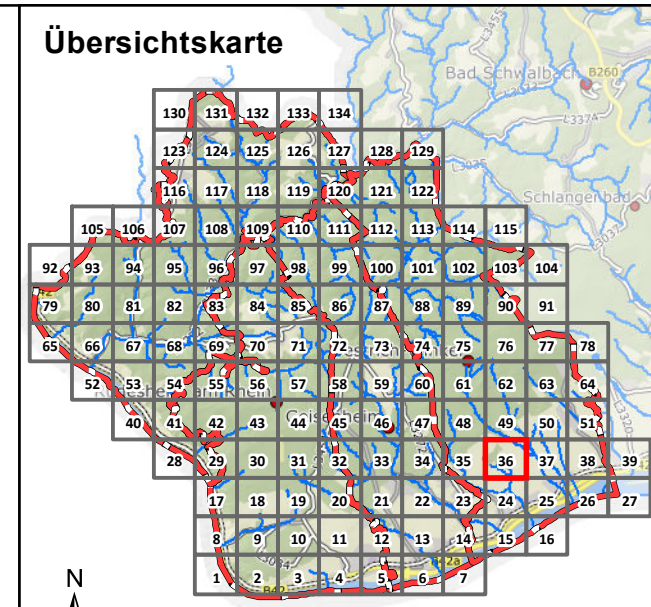 Übersichtskarte
Bad Schwalbach
B260
L3374
L3035
Schlangenbad
L3037
130 131 132 133 134
123 124 125 126 127 128 129
116 117 118 119 120 121 122
105 106 107 108 109 110 111 112 113 114 115
92 93 94 95 96 97 98 99 100 101 102 103 104
79 80 81 82 83 84 85 86 87 88 89 90 91
65 66 67 68 69 70 71 72 73 74 75 76 77 78
52 53 54 55 56 57 58 59 60 61 62 63 64
40 41 42 43 44 45 46 47 48 49 50 51
28 29 30 31 32 33 34 35 36 37 38 39
17 18 19 20 21 22 23 24 25 26 27
8 9 10 11 12 13 14 15 16
1 2 3 4 5 6 7
L3320
L3034
B42
B42a
N